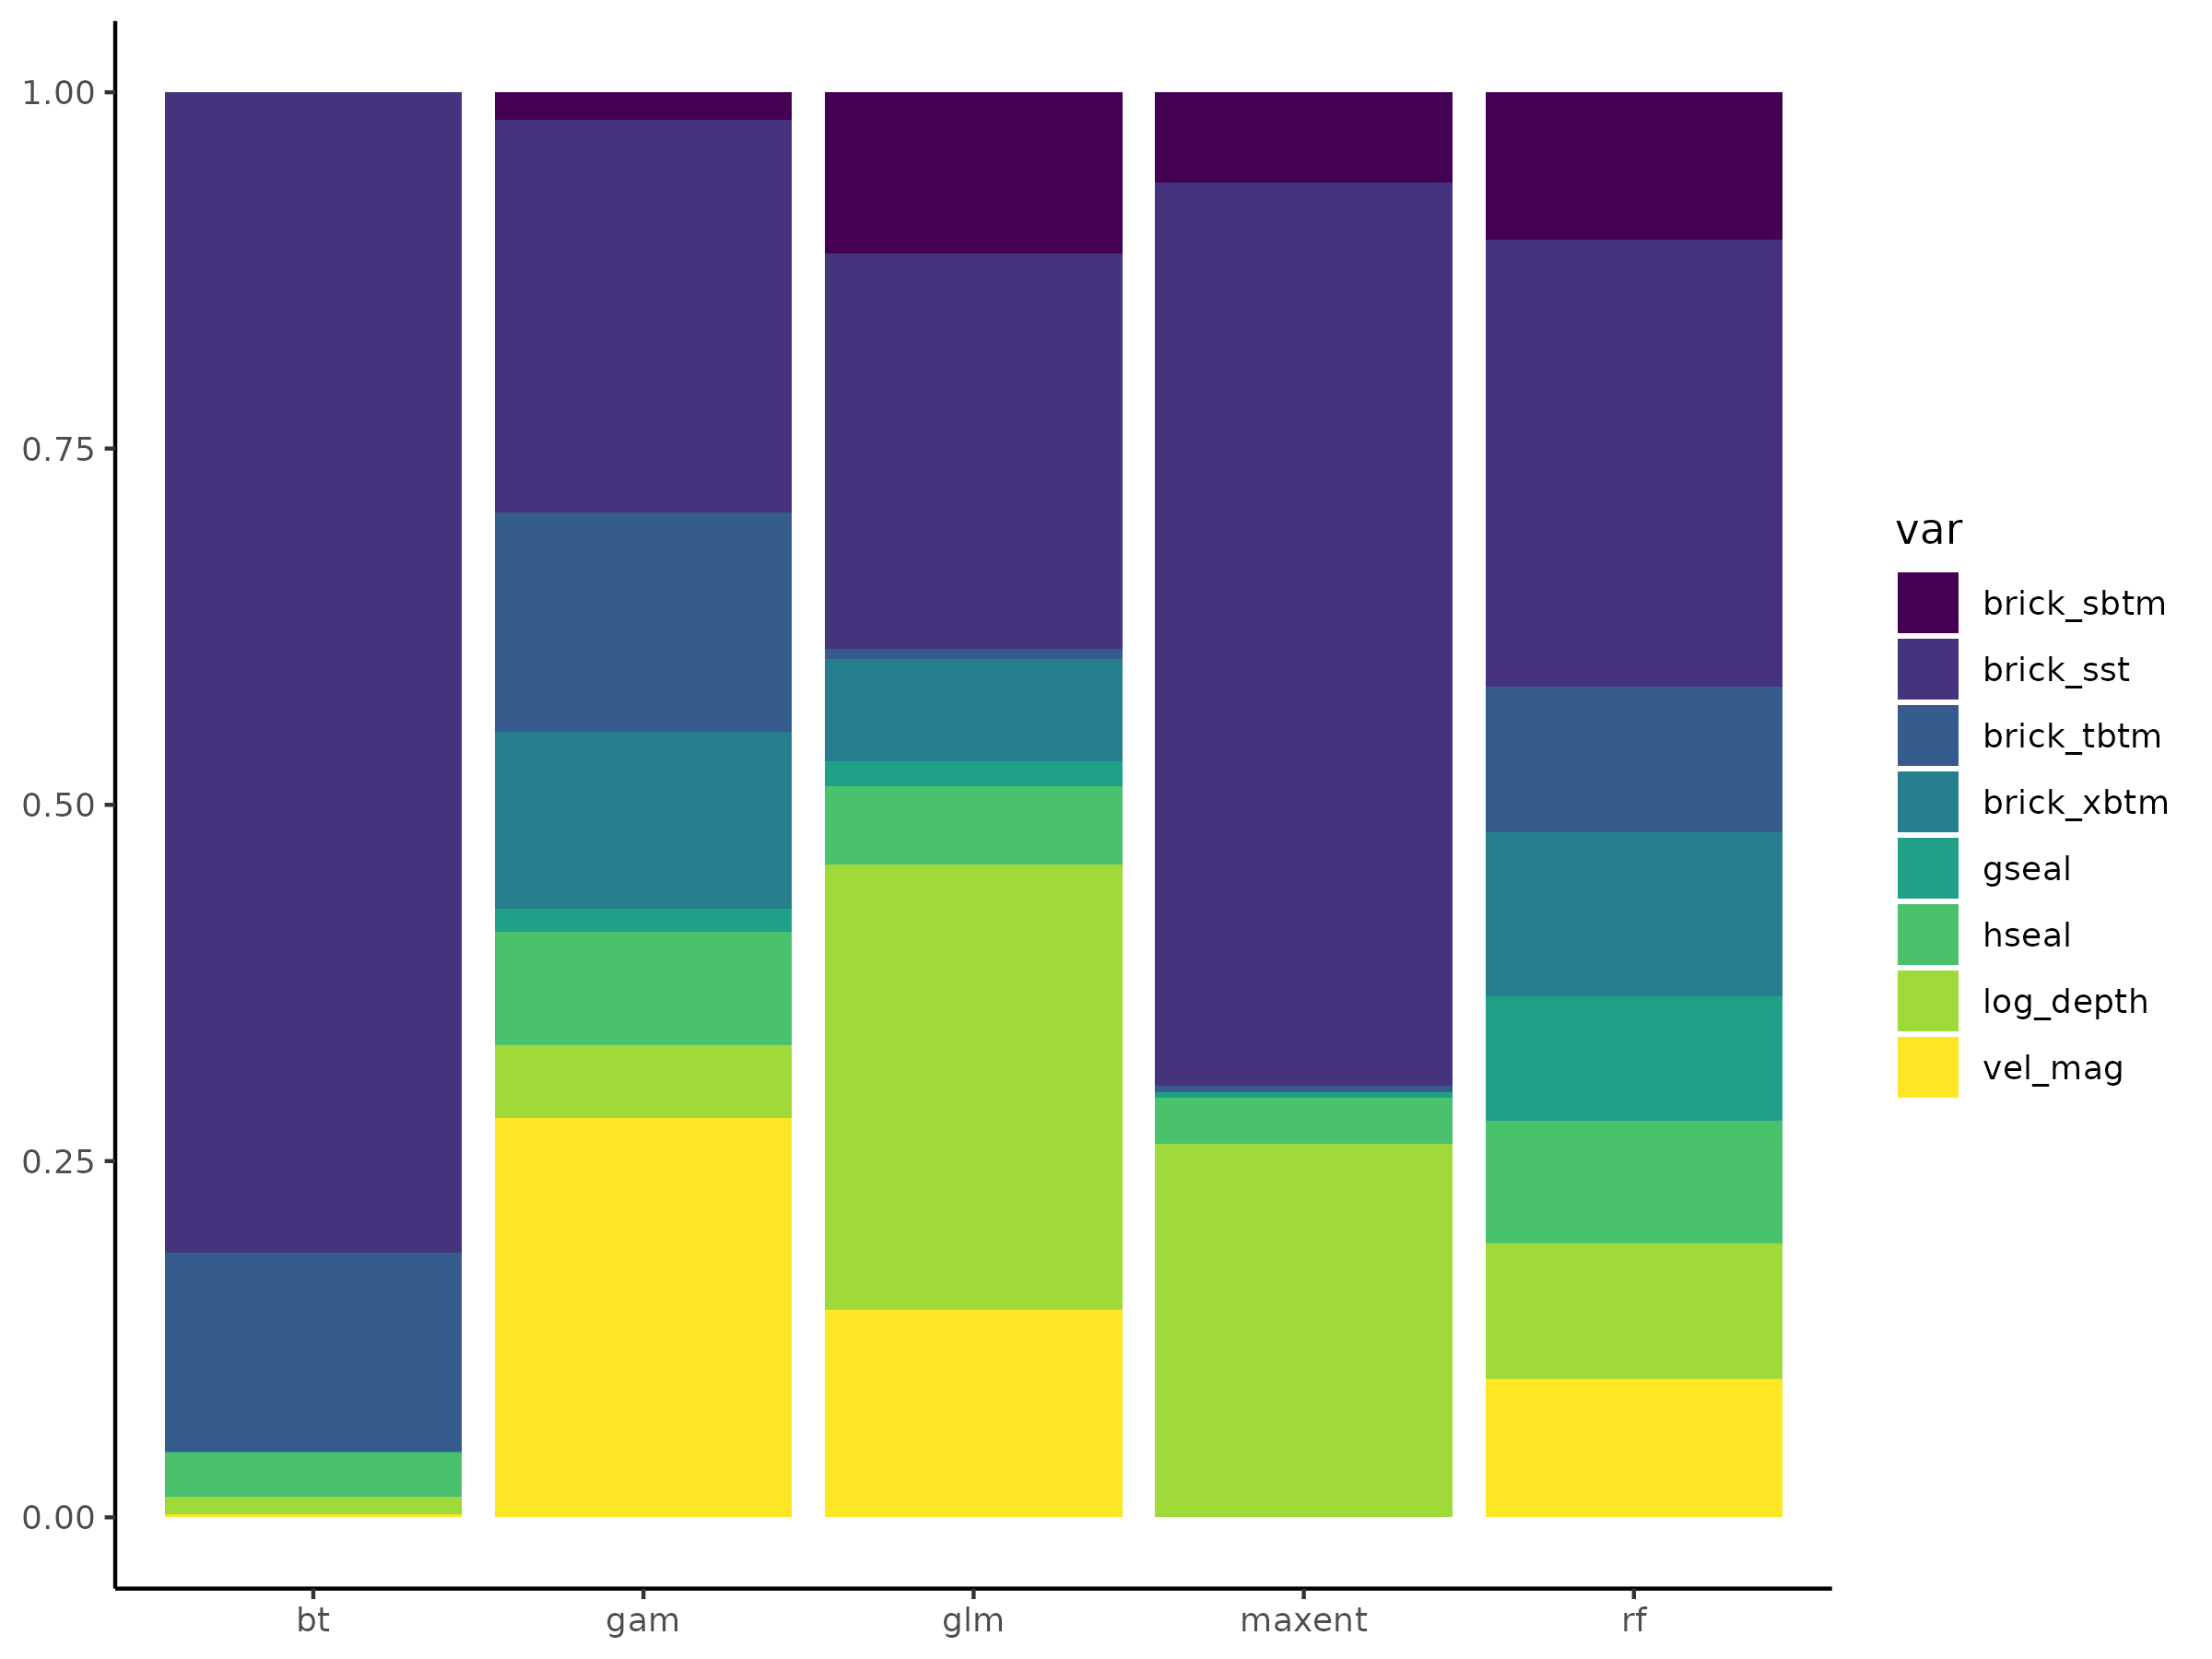 1.00
0.75
0.50
0.25
0.00
bt
gam
glm
maxent
rf
var
brick_sbtm
brick_sst
brick_tbtm
brick_xbtm
gseal
hseal
log_depth
vel_mag